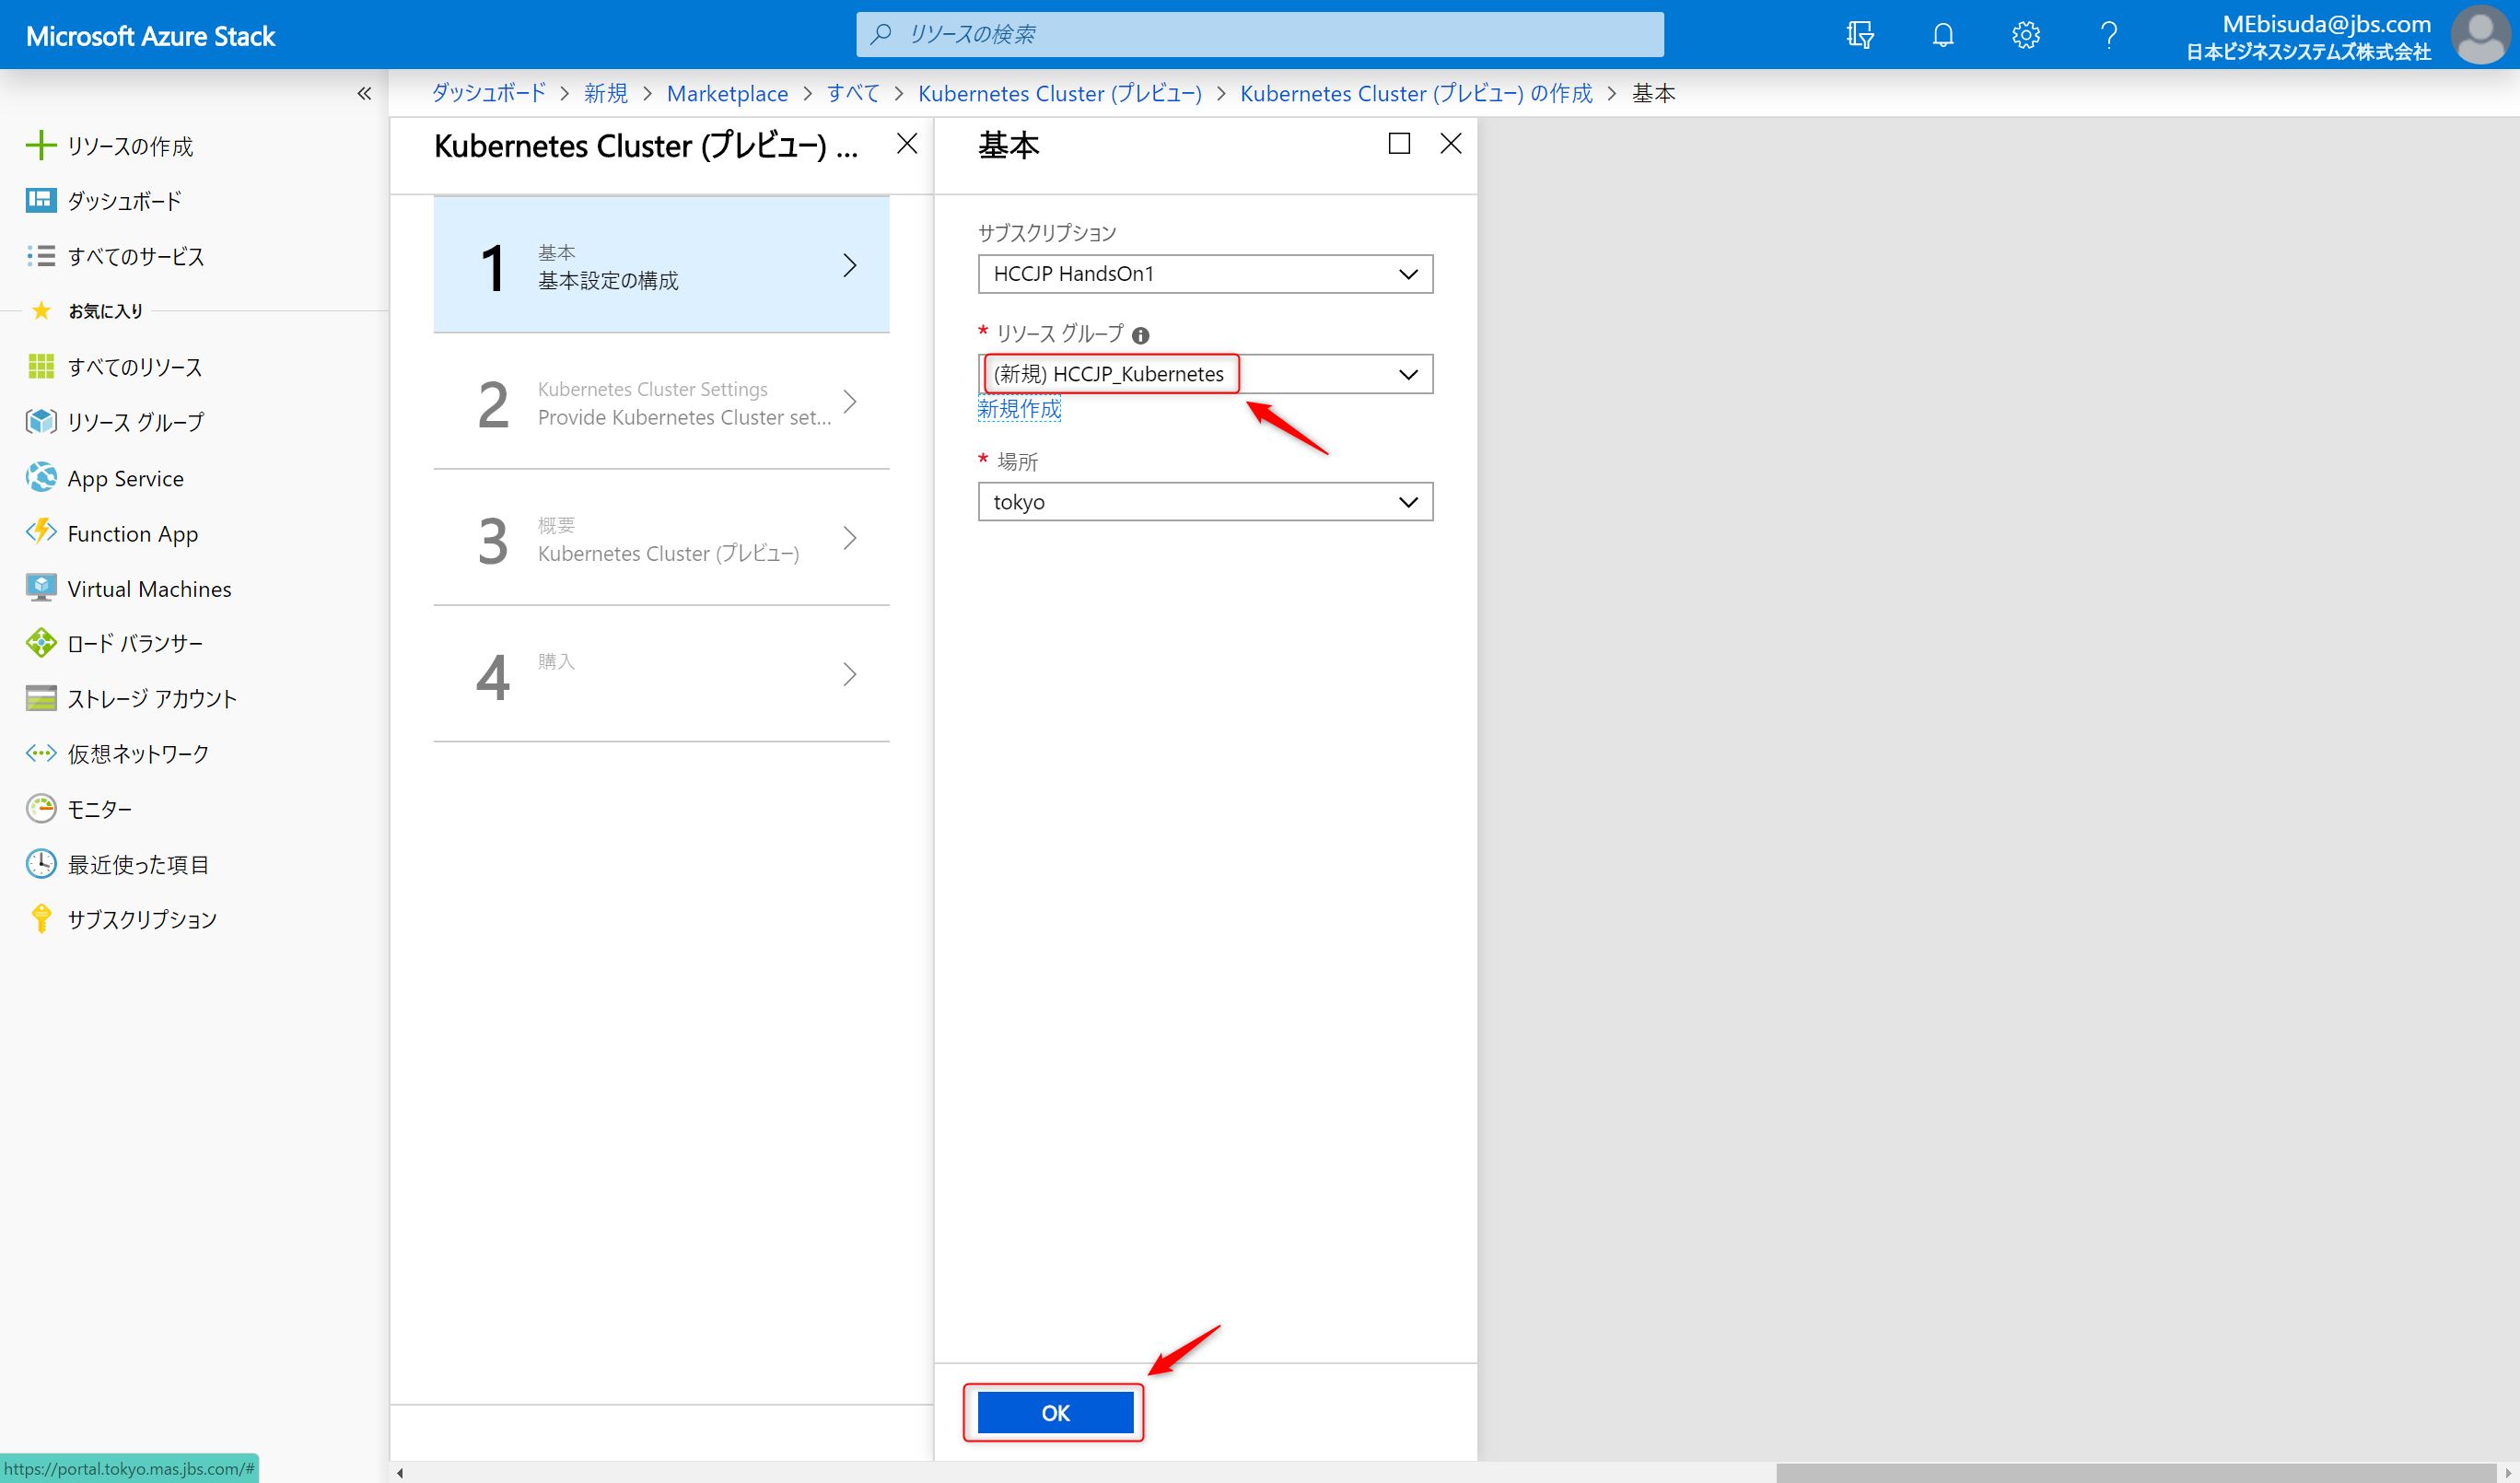 Microsoft Azure Stack
リソースの検索
MEbisuda@jbs.com
日本ビジネスシステムズ株式会社
ダッシュボード > 新規 > Marketplace > すべて > Kubernetes Cluster (プレビュー) > Kubernetes Cluster (プレビュー) の作成 > 基本
リソースの作成
ダッシュボード
すべてのサービス
お気に入り
すべてのリソース
リソース グループ
App Service
Function App
Virtual Machines
ロード バランサー
ストレージ アカウント
仮想ネットワーク
モニター
最近使った項目
サブスクリプション
Kubernetes Cluster (プレビュー) ...
1
基本
基本設定の構成
2
Kubernetes Cluster Settings
Provide Kubernetes Cluster set...
3
概要
Kubernetes Cluster (プレビュー)
4
購入
基本
サブスクリプション
HCCJP HandsOn1
* リソース グループ
(新規) HCCJP_Kubernetes
新規作成
* 場所
tokyo
OK
https://portal.tokyo.mas.jbs.com/#